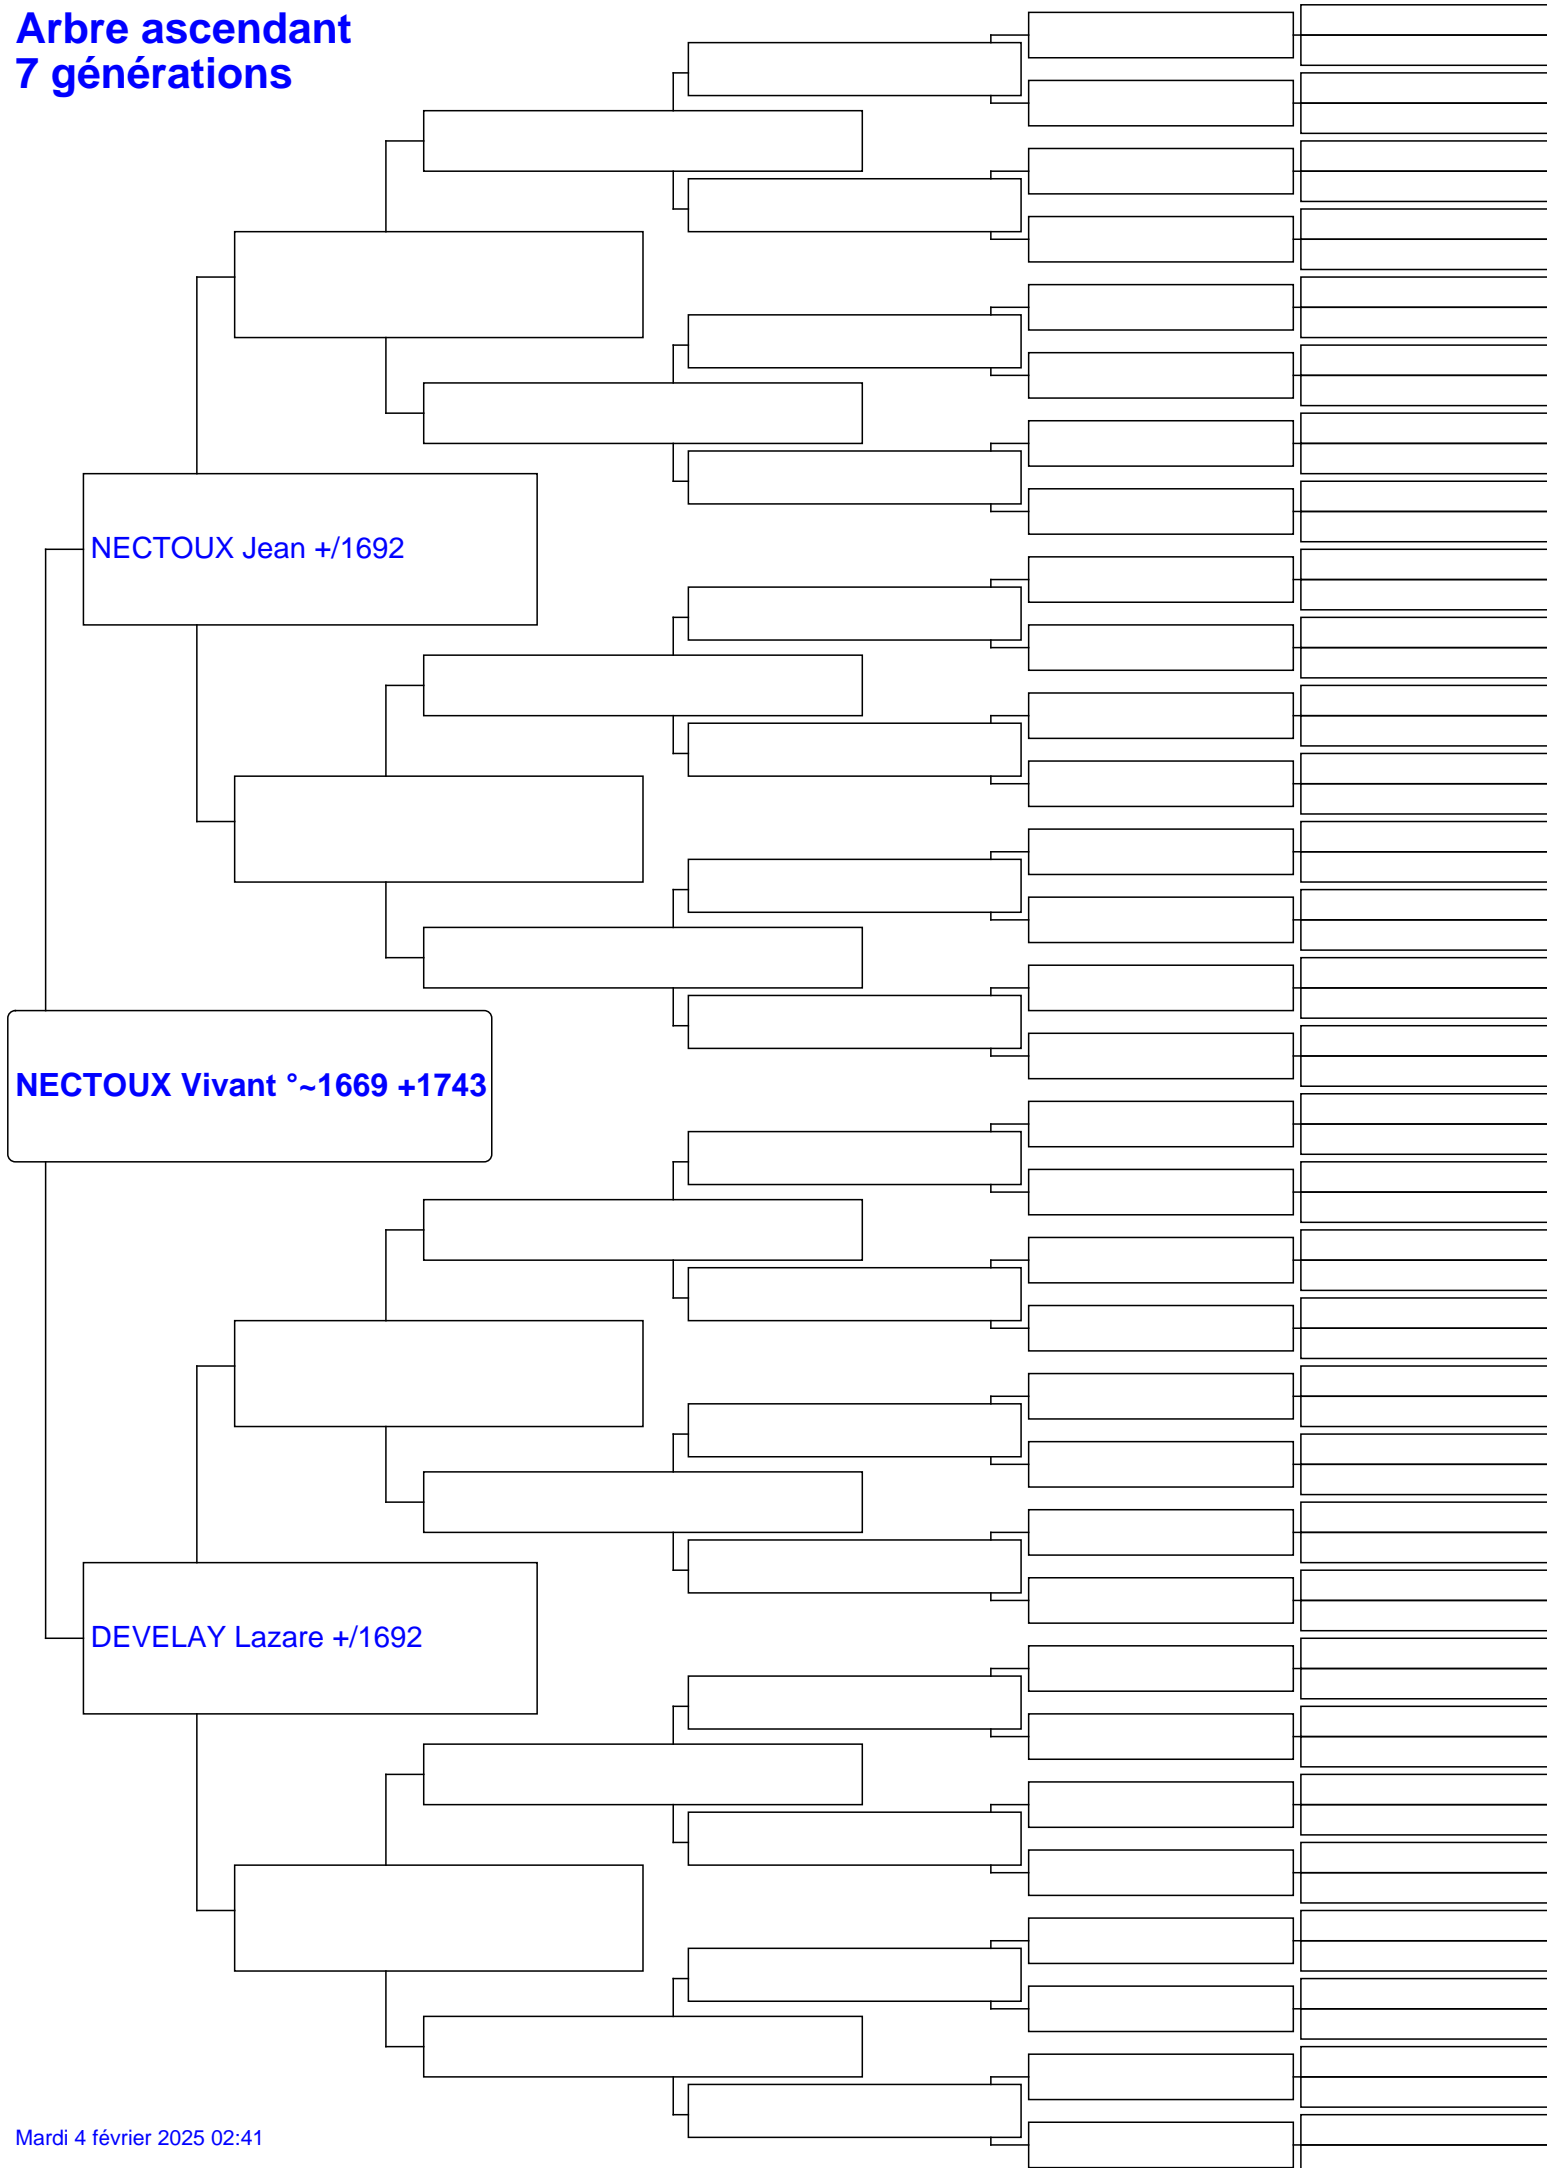 Arbre ascendant
7 générations
NECTOUX Jean +/1692
NECTOUX Vivant °~1669 +1743
DEVELAY Lazare +/1692
Mardi 4 février 2025 02:41